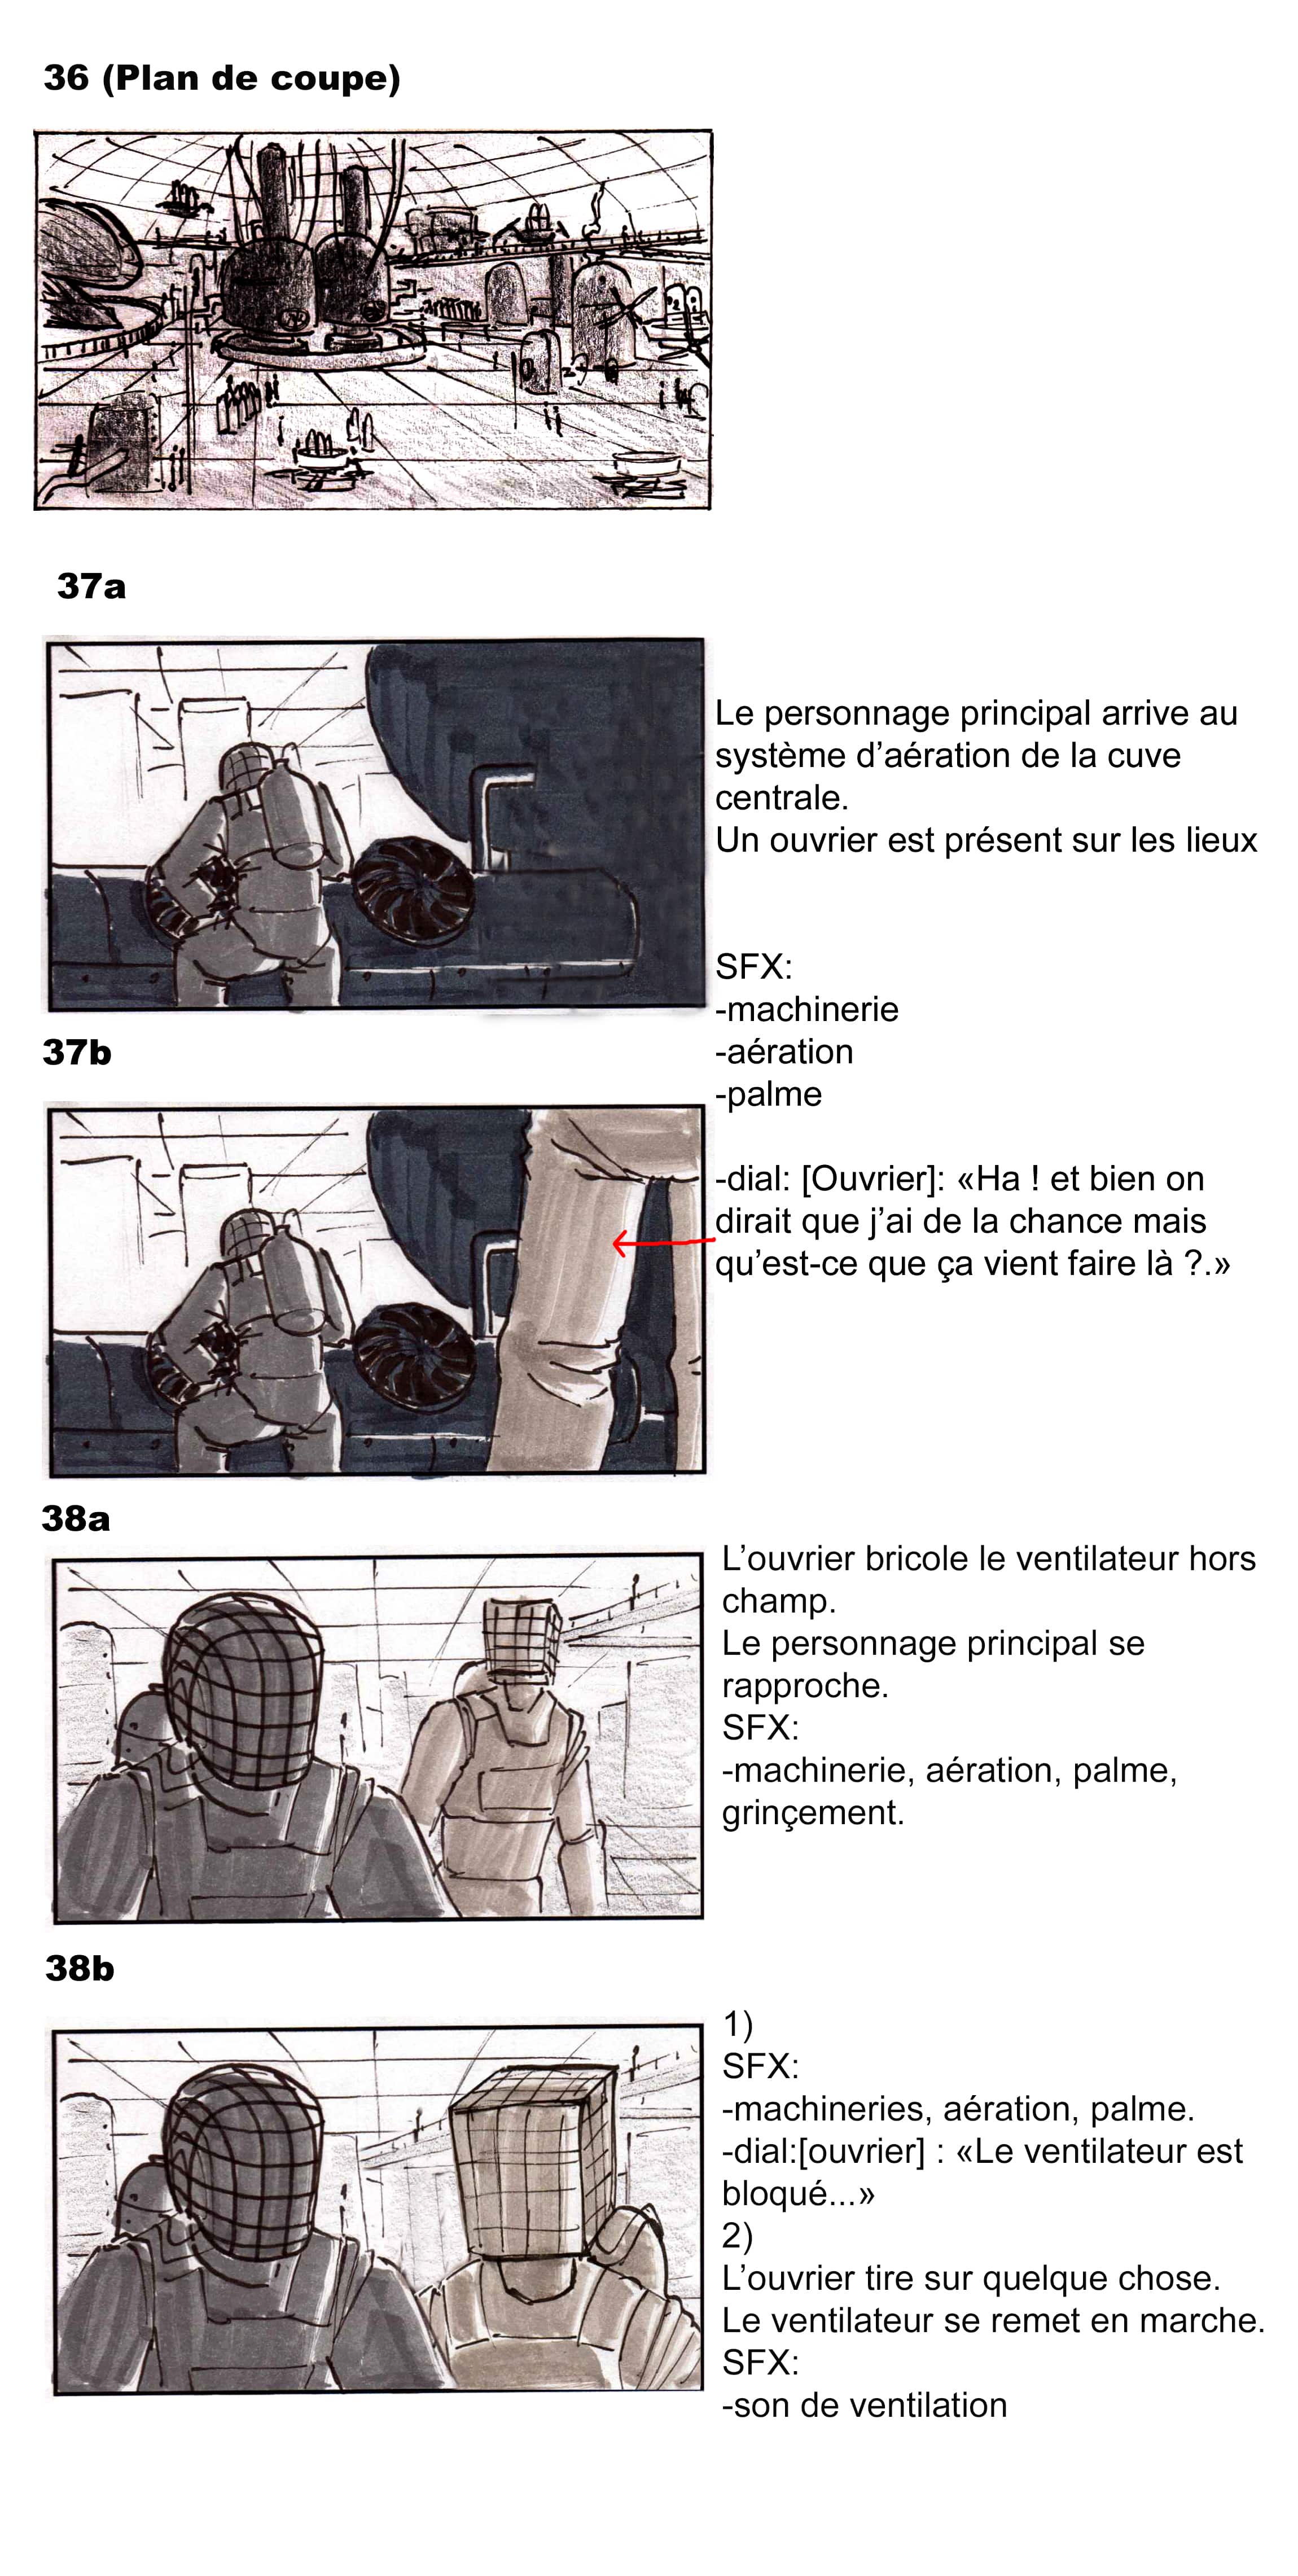 36 (Plan de coupe)
37a
Le personnage principal arrive au
système d’aération de la cuve
centrale.
Un ouvrier est présent sur les lieux
SFX:
-machinerie
-aération
-palme
37b
-dial: [Ouvrier]: «Ha ! et bien on
dirait que j’ai de la chance mais
qu’est-ce que ça vient faire là ?.»
38a
L’ouvrier bricole le ventilateur hors
champ.
Le personnage principal se
rapproche.
SFX:
-machinerie, aération, palme,
grinçement.
38b
1)
SFX:
-machineries, aération, palme.
-dial:[ouvrier] : «Le ventilateur est
bloqué...»
2)
L’ouvrier tire sur quelque chose.
Le ventilateur se remet en marche.
SFX:
-son de ventilation